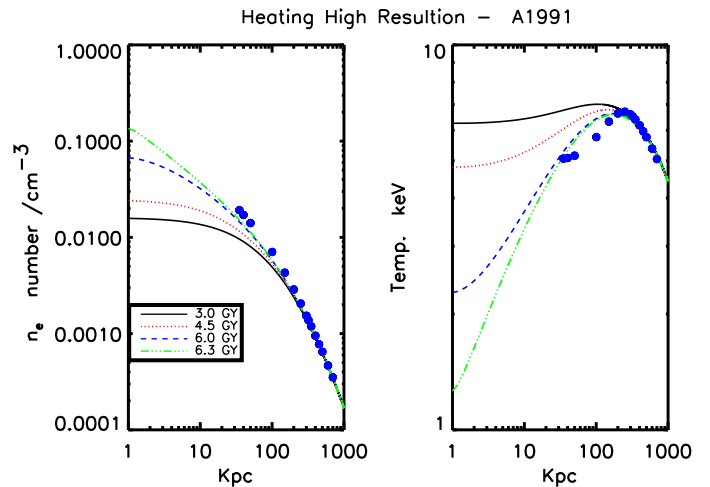 Heating High Resultion - A1991
1.0000
0.1000
0.0100
0.0010
0.0001
n_e number /cm^-3
3.0 GY
4.5 GY
6.0 GY
6.3 GY
1 10 100 1000
Kpc
10
1
Temp. keV
1 10 100 1000
Kpc